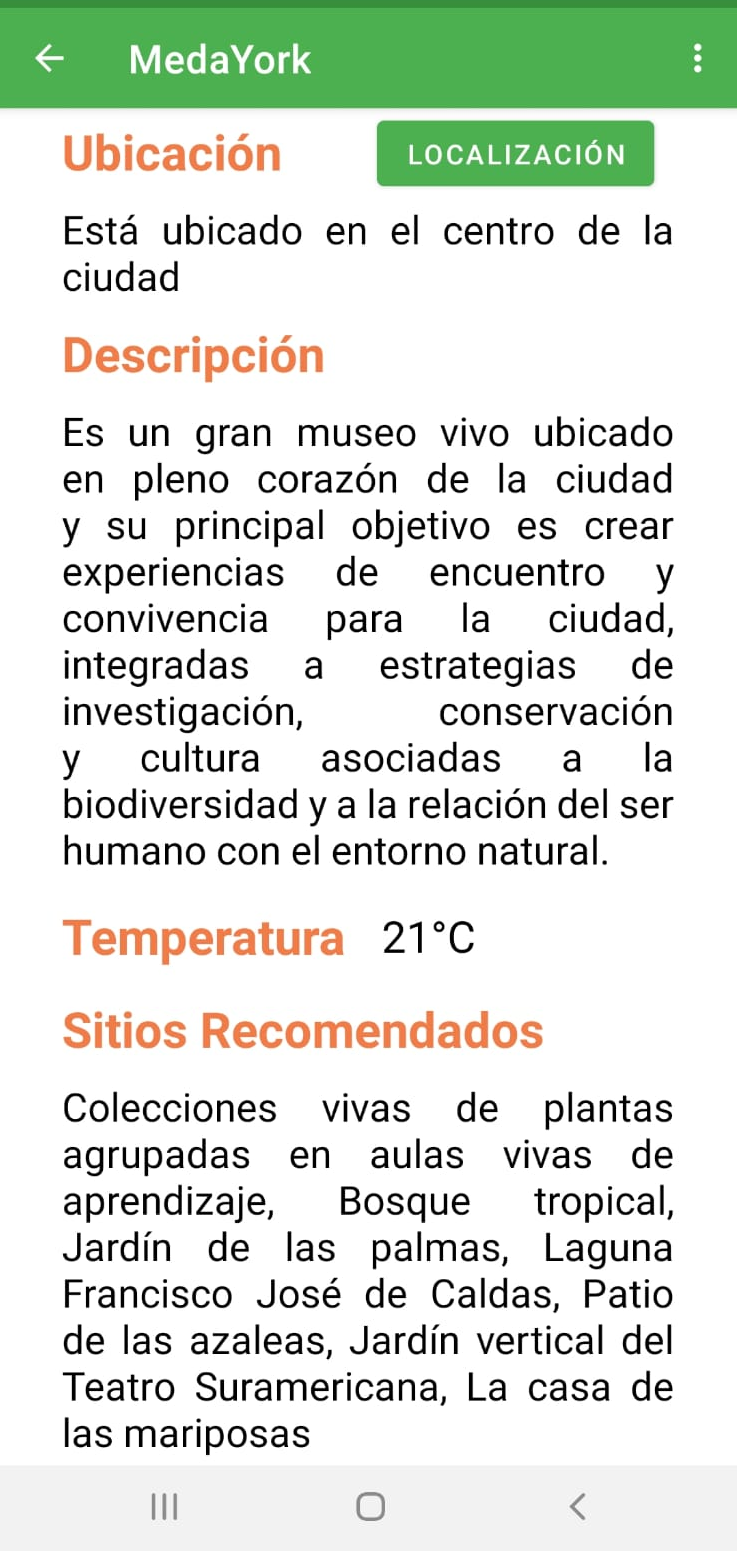 MedaYork
Ubicación
LOCALIZACIÓN
Está ubicado en el centro de la
ciudad
Descripción
Es un gran museo vivo ubicado
en pleno corazón de la ciudad
y su principal objetivo es crear
experiencias de encuentro y
convivencia para la ciudad,
integradas a estrategias de
investigación, conservación
y cultura asociadas a la
biodiversidad y a la relación del ser
humano con el entorno natural.
Temperatura 21°C
Sitios Recomendados
Colecciones vivas de plantas
agrupadas en aulas vivas de
aprendizaje, Bosque tropical,
Jardín de las palmas, Laguna
Francisco José de Caldas, Patio
de las azaleas, Jardín vertical del
Teatro Suramericana, La casa de
las mariposas